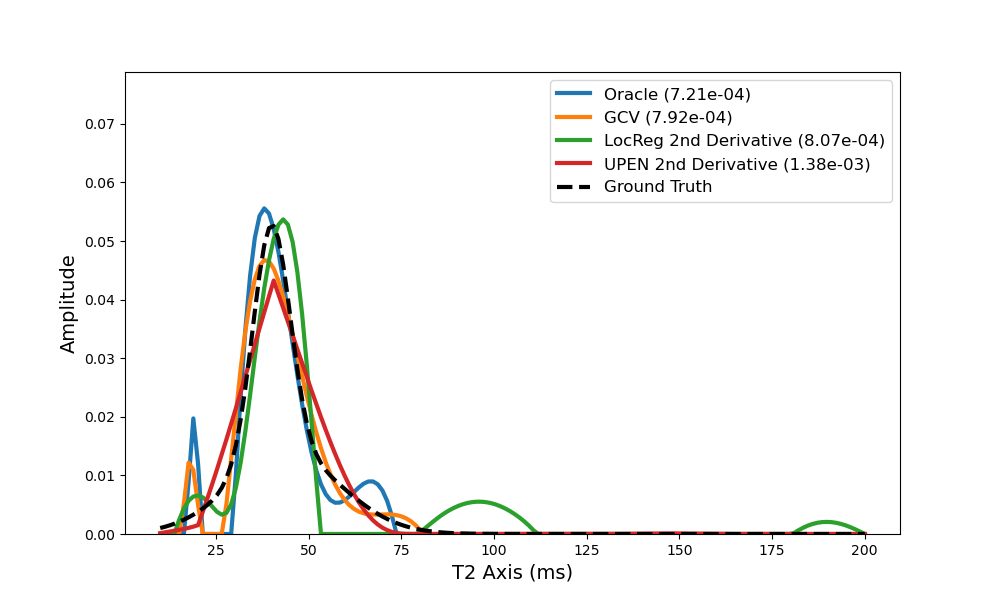 Oracle (7.21e-04)
GCV (7.92e-04)
LocReg 2nd Derivative (8.07e-04)
UPEN 2nd Derivative (1.38e-03)
Ground Truth
Amplitude
0.07
0.06
0.05
0.04
0.03
0.02
0.01
0.00
25 50 75 100 125 150 175 200
T2 Axis (ms)